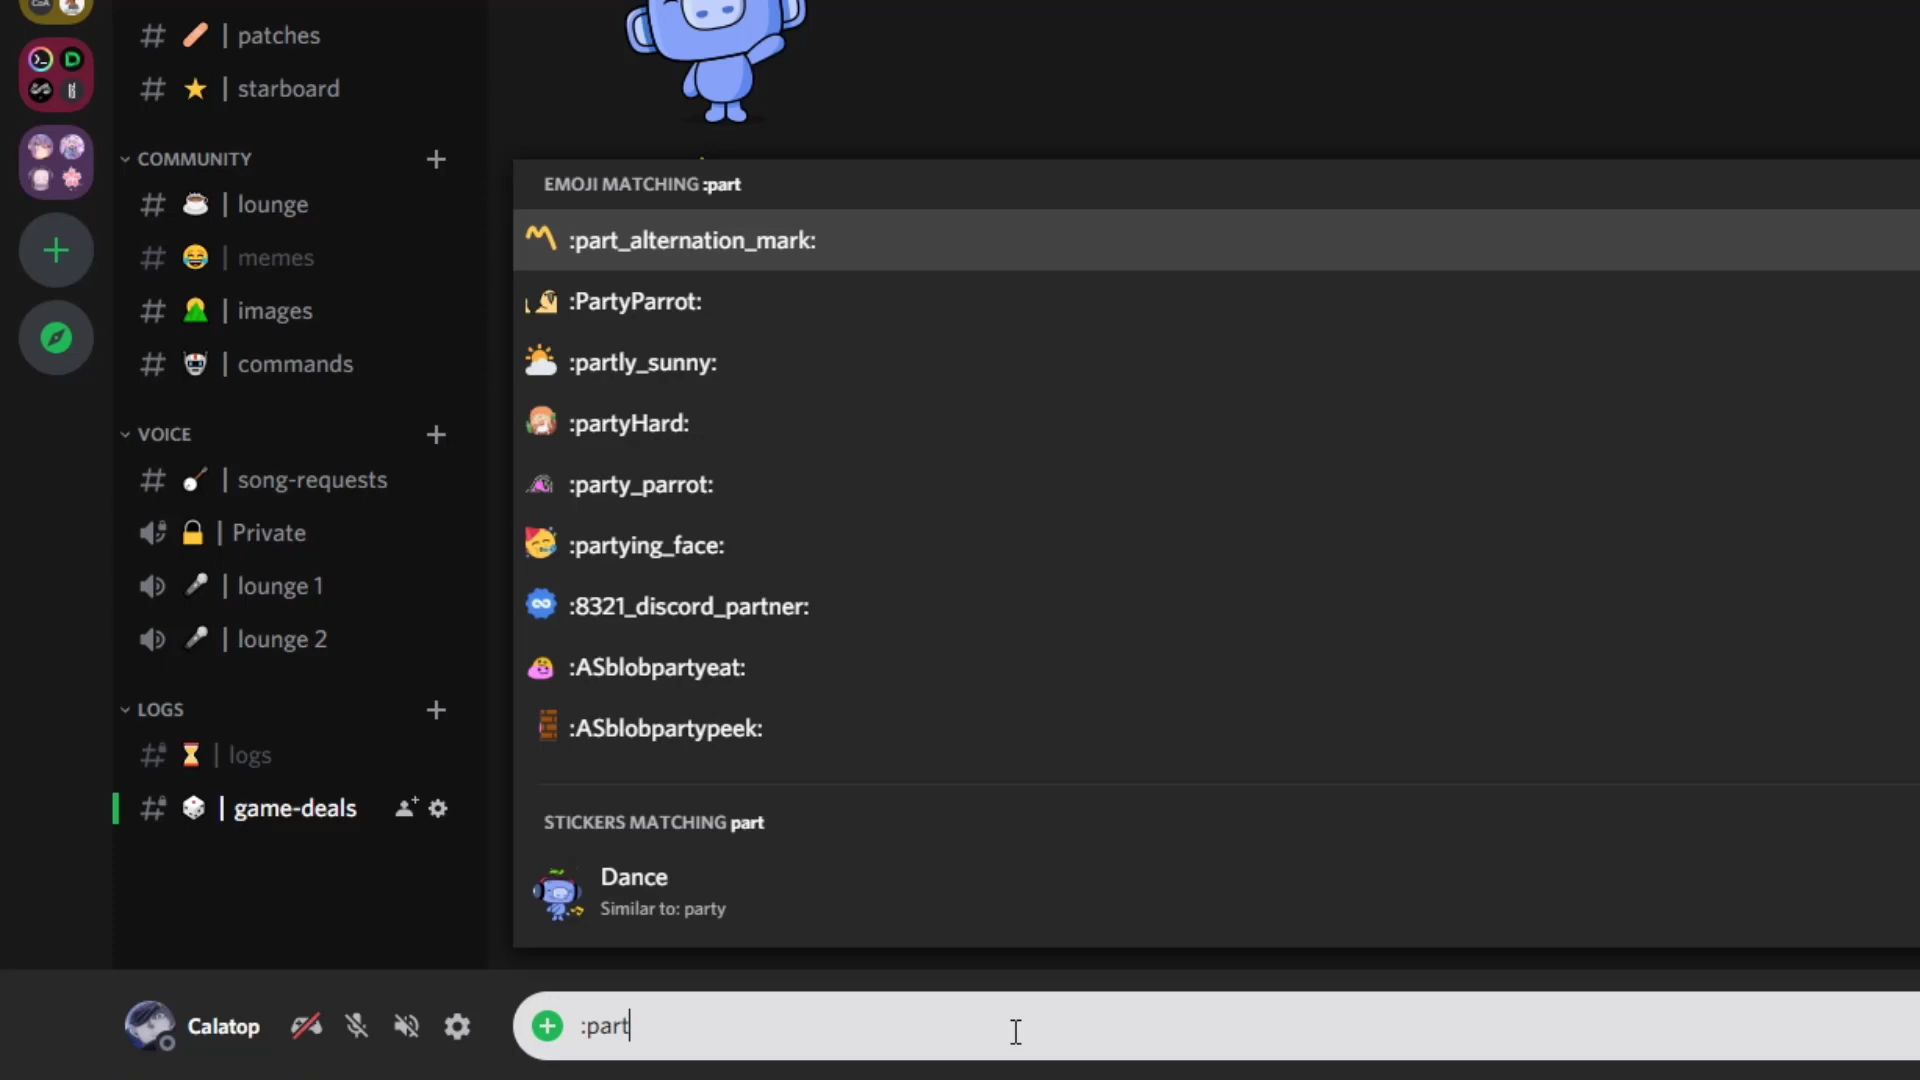 | patches
| starboard
COMMUNITY
| lounge
| memes
| images
| commands
VOICE
| song-requests
| Private
| lounge 1
| lounge 2
LOGS
| logs
| game-deals
Calatop
EMOJI MATCHING :part
:part_alternation_mark:
:PartyParrot:
:partly_sunny:
:partyHard:
:party_parrot:
:partying_face:
:8321_discord_partner:
:ASblobpartyeat:
:ASblobpartypeek:
STICKERS MATCHING part
Dance
Similar to: party
:part